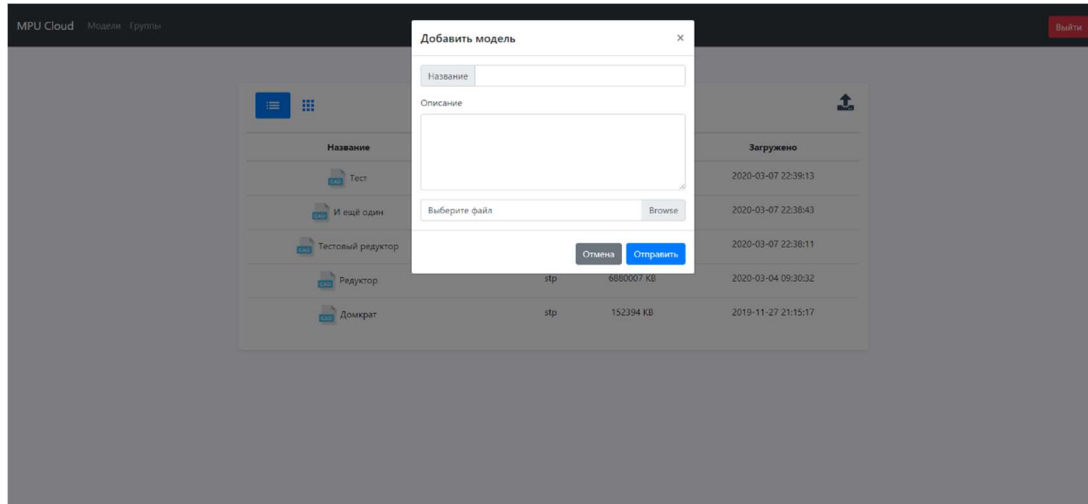 MPU Cloud Модели Группы Выйти
Добавить модель ×
Название
Описание
Название Загружено
Тест 2020-03-07 22:39:13
И ещё один 2020-03-07 22:38:43
Выберите файл Browse
Тестовый редуктор 2020-03-07 22:38:11
Отмена Отправить
Редуктор stp 6880007 KB 2020-03-04 09:30:32
Домкрат stp 152394 KB 2019-11-27 21:15:17